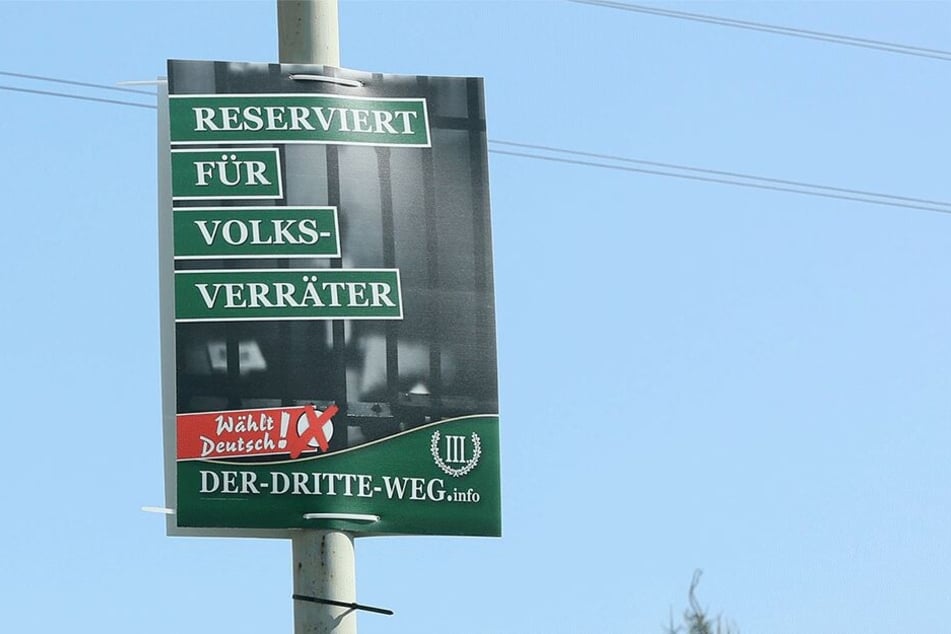 RESERVIERT
FÜR
VOLKS-
VERRÄTER
Wählt
Deutsch!
III
DER-DRITTE-WEG.info